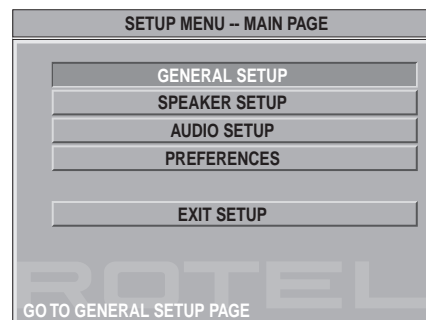 SETUP MENU -- MAIN PAGE
GENERAL SETUP
SPEAKER SETUP
AUDIO SETUP
PREFERENCES
EXIT SETUP
ROTEL
GO TO GENERAL SETUP PAGE